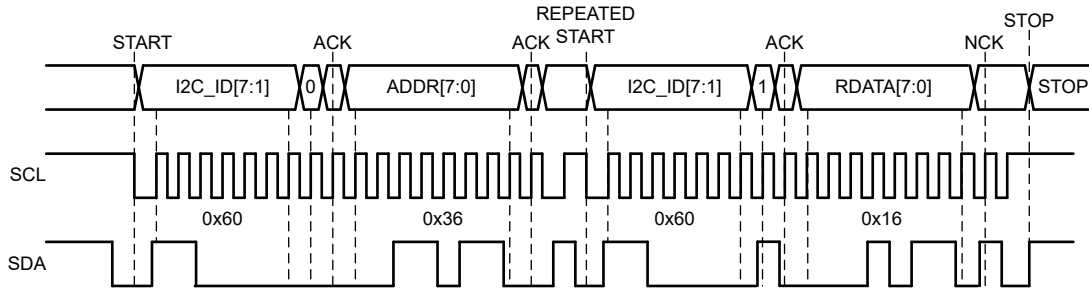 REPEATED
START
STOP
START
ACK
ACK
ACK
NCK
I2C_ID[7:1]
0
ADDR[7:0]
I2C_ID[7:1]
1
RDATA[7:0]
STOP
SCL
0x60
0x36
0x60
0x16
SDA